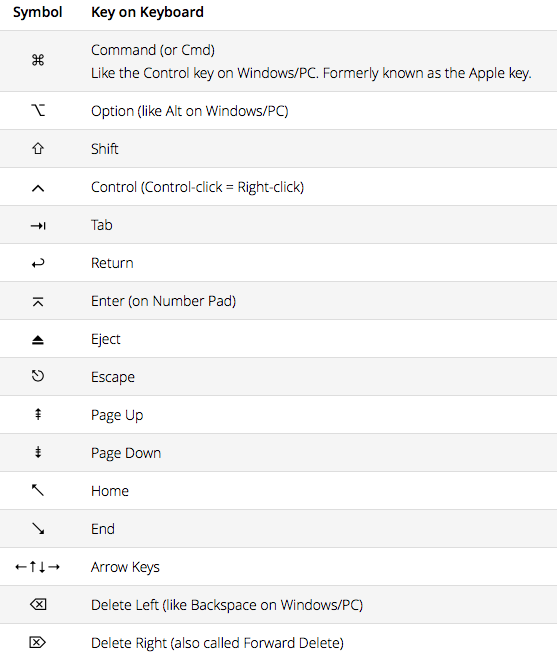 Symbol Key on Keyboard
⌘ Command (or Cmd)
Like the Control key on Windows/PC. Formerly known as the Apple key.
⌥ Option (like Alt on Windows/PC)
⇧ Shift
⌃ Control (Control-click = Right-click)
⇥ Tab
↩ Return
⌤ Enter (on Number Pad)
⏏ Eject
⎋ Escape
⇞ Page Up
⇟ Page Down
↖ Home
↘ End
←↑↓→ Arrow Keys
⌫ Delete Left (like Backspace on Windows/PC)
⌦ Delete Right (also called Forward Delete)